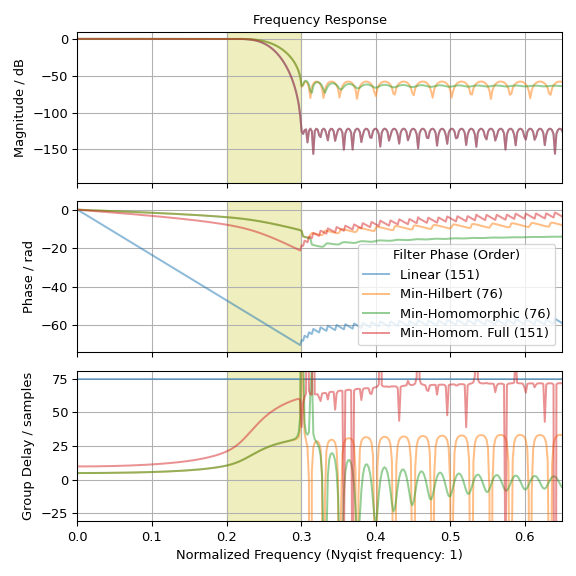 Frequency Response
Magnitude / dB
0
−50
−100
−150
Phase / rad
0
−20
−40
−60
Filter Phase (Order)
Linear (151)
Min-Hilbert (76)
Min-Homomorphic (76)
Min-Homom. Full (151)
Group Delay / samples
75
50
25
0
−25
0.0 0.1 0.2 0.3 0.4 0.5 0.6
Normalized Frequency (Nyqist frequency: 1)